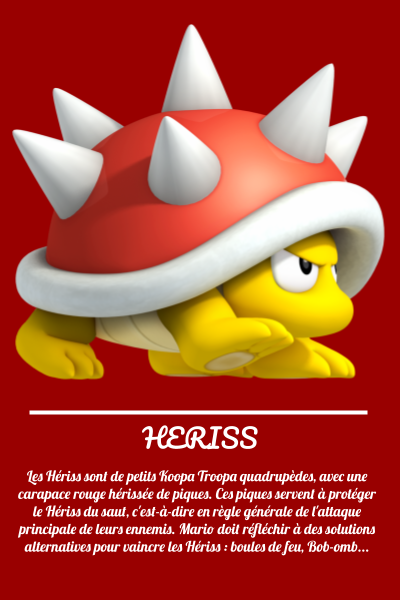 HERISS
Les Hériss sont de petits Koopa Troopa quadrupèdes, avec une
carapace rouge hérissée de piques. Ces piques servent à protéger
le Hériss du saut, c'est-à-dire en règle générale de l'attaque
principale de leurs ennemis. Mario doit réfléchir à des solutions
alternatives pour vaincre les Hériss : boules de feu, Bob-omb...